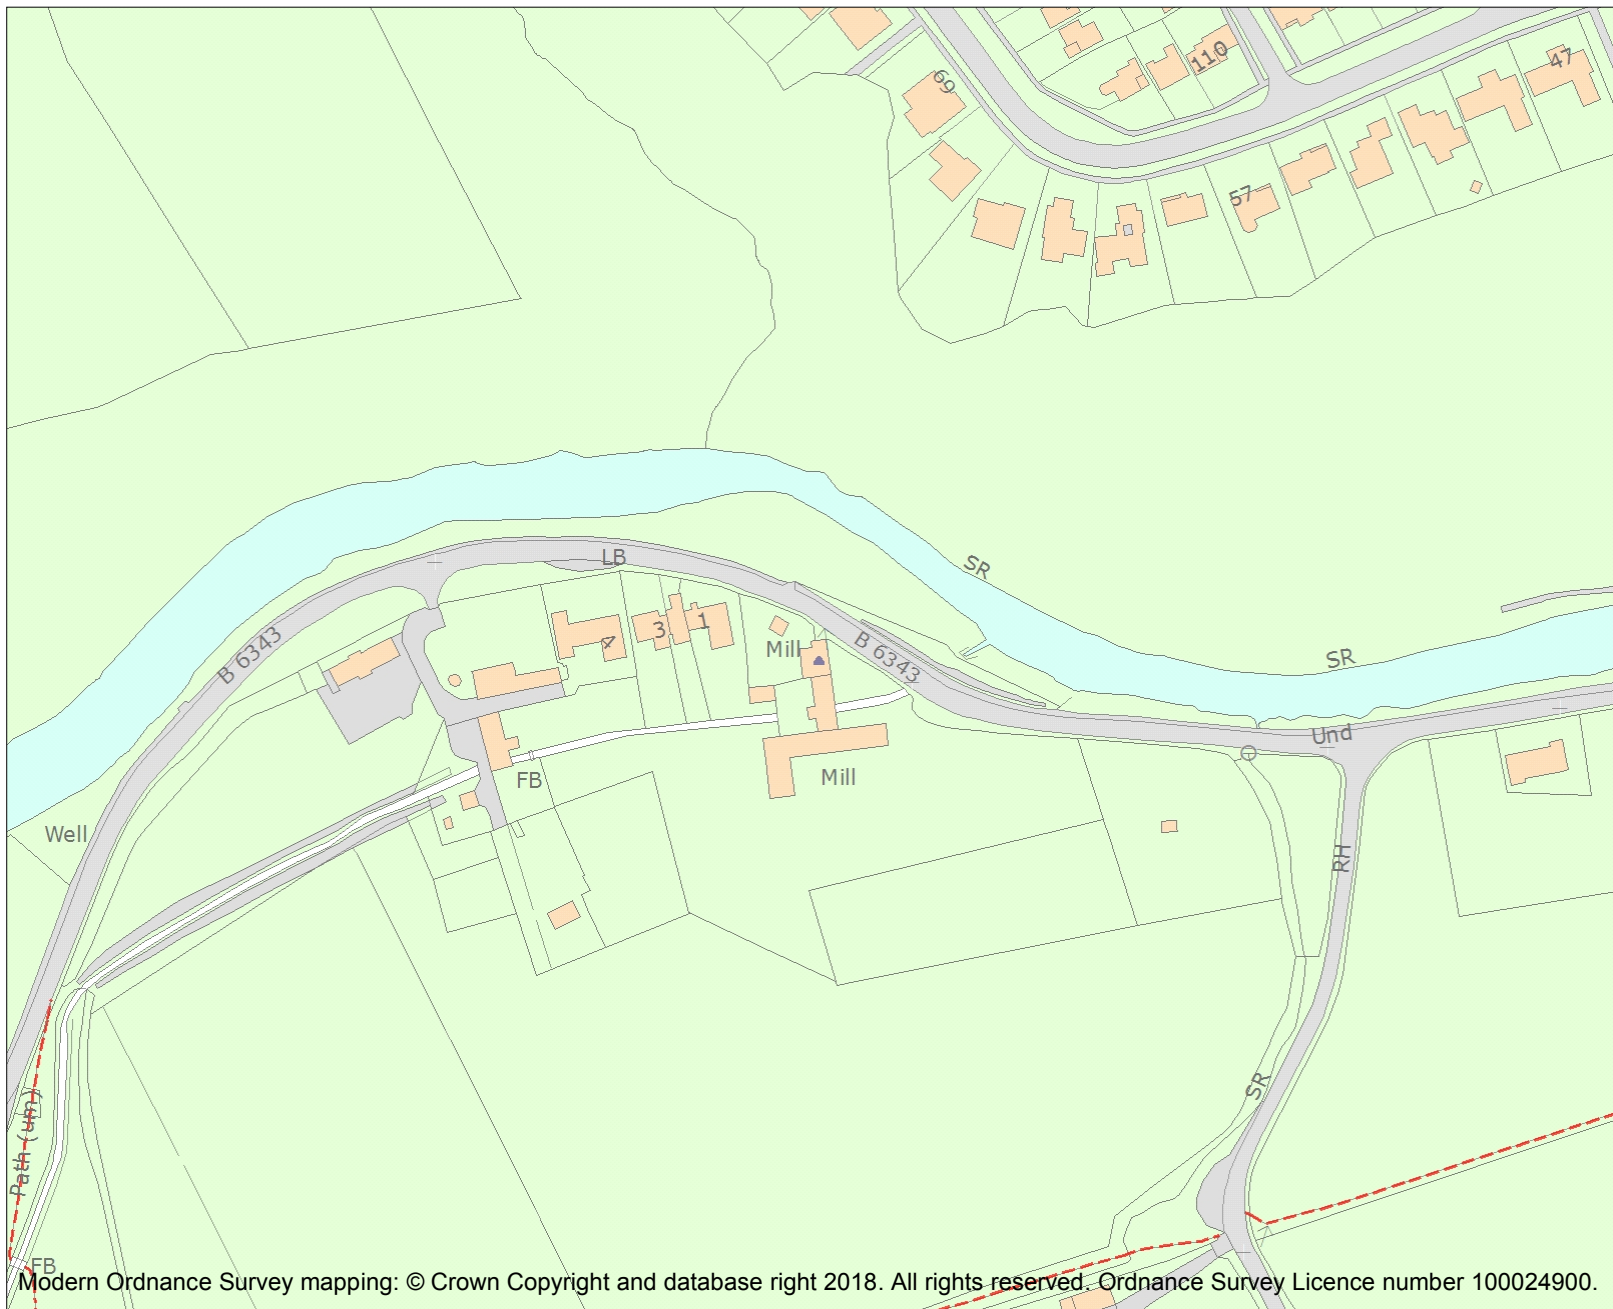 69
110
47
57
LB
SR
B 6343
4
3
1
Mill
B 6343
SR
Und
FB
Mill
Well
RH
SR
Path (um)
FB
Modern Ordnance Survey mapping: © Crown Copyright and database right 2018. All rights reserved. Ordnance Survey Licence number 100024900.